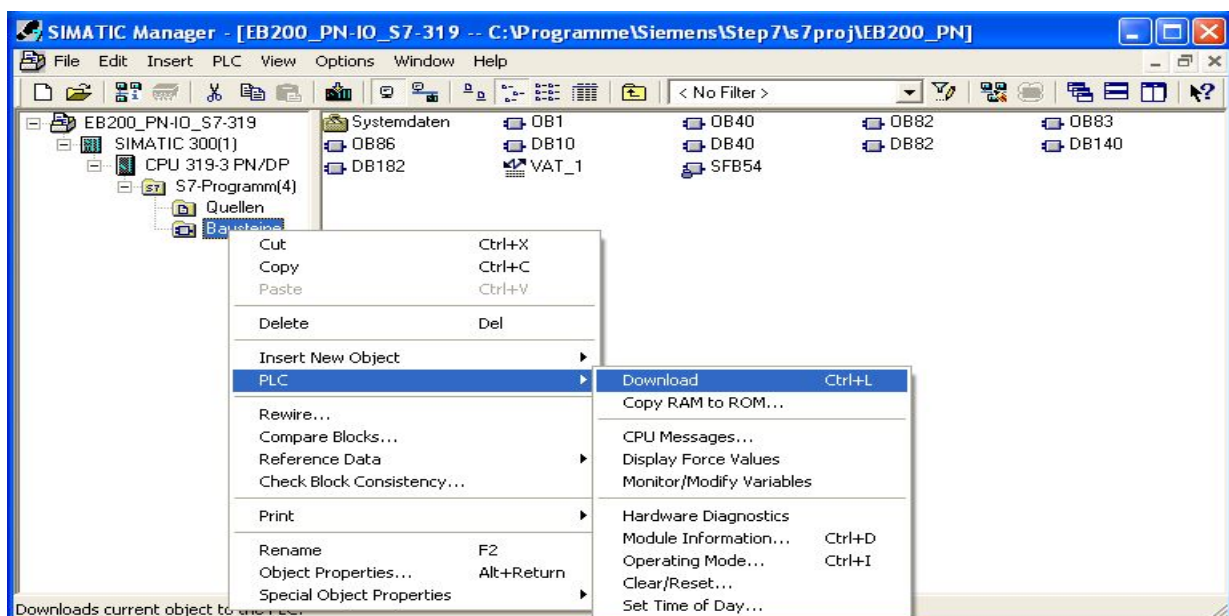 SIMATIC Manager - [EB200_PN-IO_S7-319 -- C:\Programme\Siemens\Step7\s7proj\EB200_PN]
File Edit Insert PLC View Options Window Help
< No Filter >
EB200_PN-IO_S7-319
SIMATIC 300(1)
CPU 319-3 PN/DP
S7-Programm(4)
Quellen
Bausteine
Systemdaten OB1 OB40 OB82 OB83
OB86 DB10 DB40 DB82 DB140
DB182 VAT_1 SFB54
Cut Ctrl+X
Copy Ctrl+C
Paste Ctrl+V
Delete Del
Insert New Object
PLC
Rewire...
Compare Blocks...
Reference Data
Check Block Consistency...
Print
Rename F2
Object Properties... Alt+Return
Special Object Properties
Download Ctrl+L
Copy RAM to ROM...
CPU Messages...
Display Force Values
Monitor/Modify Variables
Hardware Diagnostics
Module Information... Ctrl+D
Operating Mode... Ctrl+I
Clear/Reset...
Set Time of Day...
Downloads current object to the PLC.